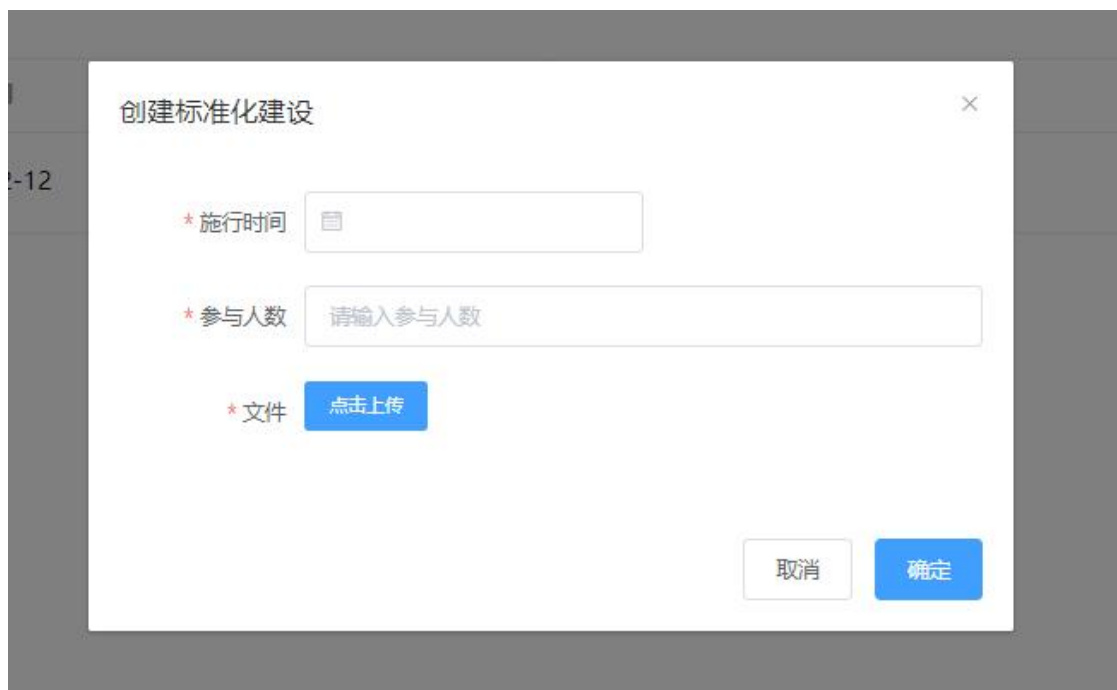 创建标准化建设
-12
* 施行时间
* 参与人数 请输入参与人数
* 文件 点击上传
取消 确定